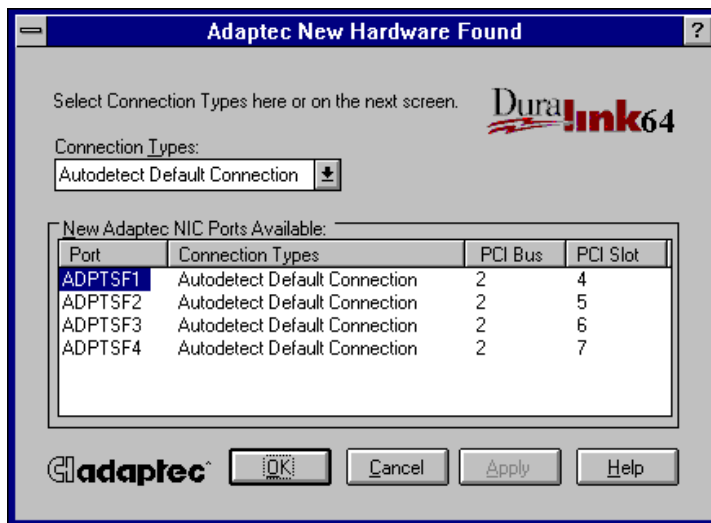 Adaptec New Hardware Found ?
Select Connection Types here or on the next screen.
Duralink64
Connection Types:
Autodetect Default Connection
New Adaptec NIC Ports Available:
Port Connection Types PCI Bus PCI Slot
ADPTSF1 Autodetect Default Connection 2 4
ADPTSF2 Autodetect Default Connection 2 5
ADPTSF3 Autodetect Default Connection 2 6
ADPTSF4 Autodetect Default Connection 2 7
adaptec OK Cancel Apply Help